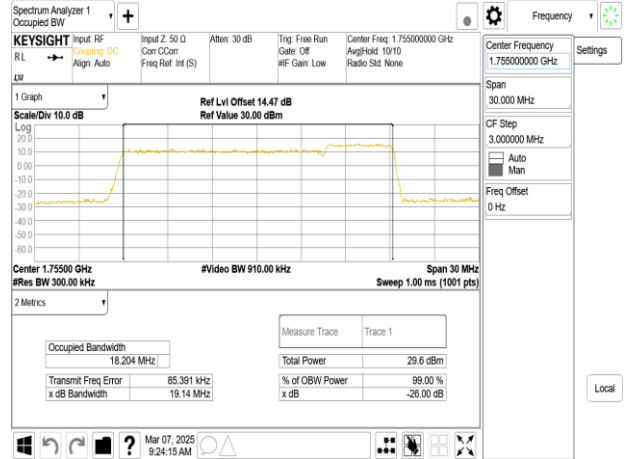 Spectrum Analyzer 1
Occupied BW
Frequency
KEYSIGHT
RL
LXI
Input: RF
Coupling: DC
Align: Auto
Input Z: 50 Ω
Corr CCorr
Freq Ref: Int (S)
Atten: 30 dB
Trig: Free Run
Gate: Off
#IF Gain: Low
Center Freq: 1.755000000 GHz
Avg|Hold: 10/10
Radio Std: None
Center Frequency
1.755000000 GHz
Settings
Span
30.000 MHz
CF Step
3.000000 MHz
Auto
Man
Freq Offset
0 Hz
1 Graph
Scale/Div 10.0 dB
Ref Lvl Offset 14.47 dB
Ref Value 30.00 dBm
Log
20.0
10.0
0.00
-10.0
-20.0
-30.0
-40.0
-50.0
-60.0
Center 1.75500 GHz
#Video BW 910.00 kHz
Span 30 MHz
#Res BW 300.00 kHz
Sweep 1.00 ms (1001 pts)
2 Metrics
Measure Trace Trace 1
Occupied Bandwidth
18.204 MHz
Total Power 29.6 dBm
Transmit Freq Error 85.391 kHz
% of OBW Power 99.00 %
x dB Bandwidth 19.14 MHz
x dB -26.00 dB
Local
?
Mar 07, 2025
9:24:15 AM